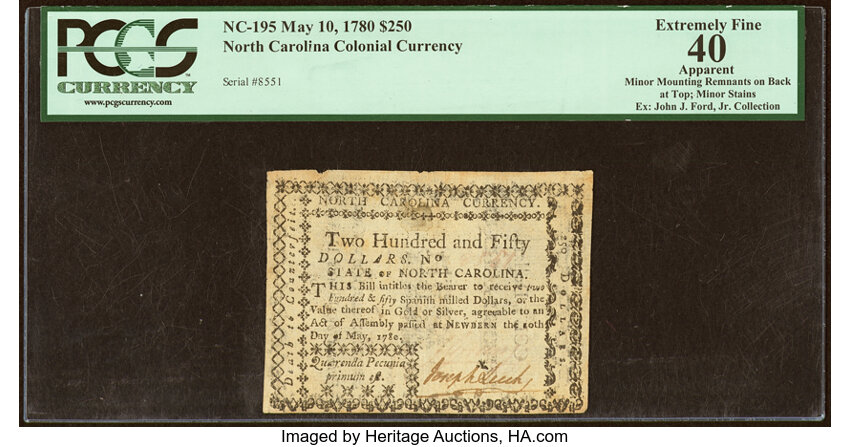 PCGS
CURRENCY
www.pcgscurrency.com
NC-195 May 10, 1780 $250
North Carolina Colonial Currency
Serial #8551
Extremely Fine
40
Apparent
Minor Mounting Remnants on Back
at Top; Minor Stains
Ex: John J. Ford, Jr. Collection
NORTH CAROLINA CURRENCY.
Two Hundred and Fifty
DOLLARS. No
STATE OF NORTH CAROLINA.
THIS Bill intitles the Bearer to receive two
Hundred & fifty Spanish milled Dollars, or the
Value thereof in Gold or Silver, agreeable to an
Act of Assembly passed at NEWBERN the 10th
Day of May, 1780.
Quærenda Pecunia
primum est.
Joseph Leech
Death to Counterfeit.
250 DOLLARS.
Imaged by Heritage Auctions, HA.com